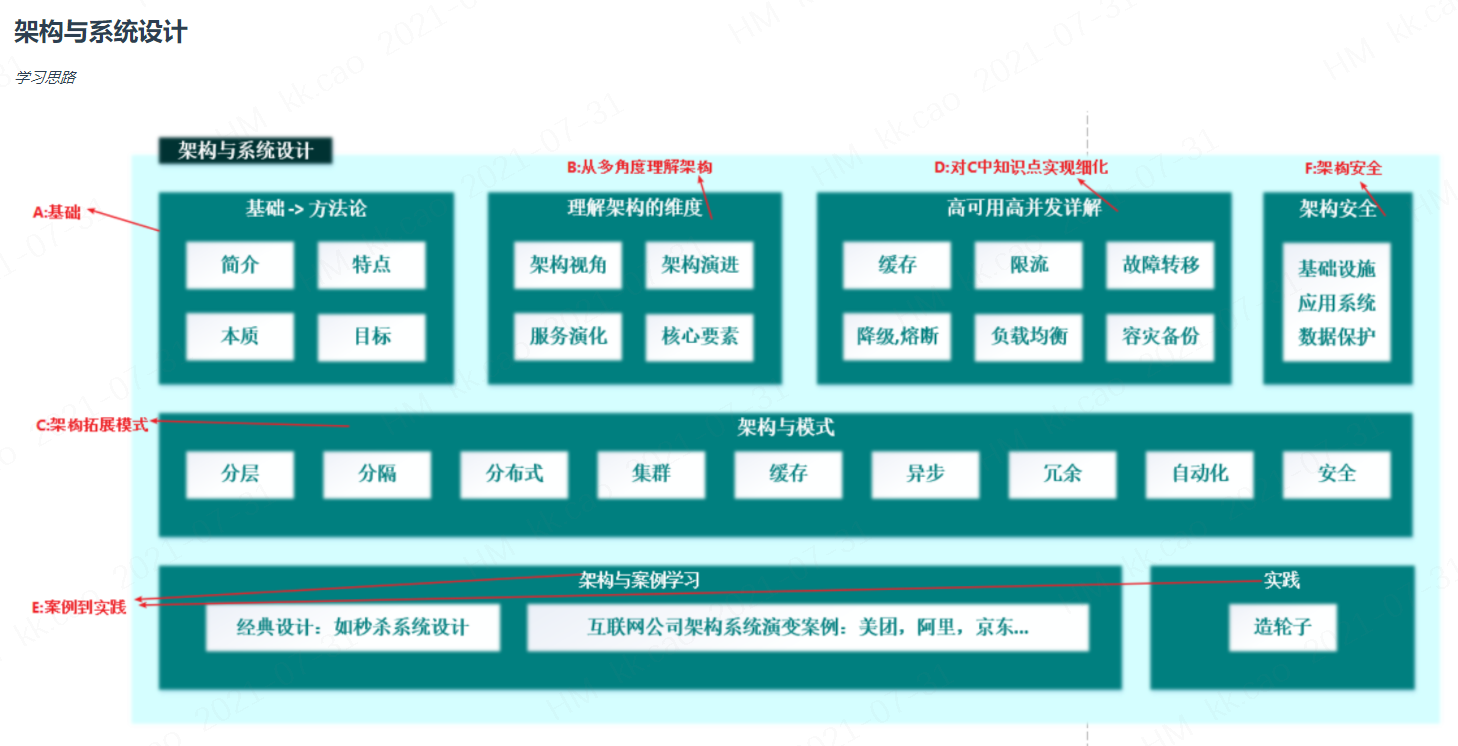 架构与系统设计
学习思路
架构与系统设计
B:从多角度理解架构
D:对C中知识点实现细化
F:架构安全
A:基础
基础 -> 方法论
简介
特点
本质
目标
理解架构的维度
架构视角
架构演进
服务演化
核心要素
高可用高并发详解
缓存
限流
故障转移
降级,熔断
负载均衡
容灾备份
架构安全
基础设施
应用系统
数据保护
C:架构拓展模式
架构与模式
分层
分隔
分布式
集群
缓存
异步
冗余
自动化
安全
E:案例到实践
架构与案例学习
经典设计：如秒杀系统设计
互联网公司架构系统演变案例：美团，阿里，京东...
实践
造轮子
HM kk.cao 2021-07-31